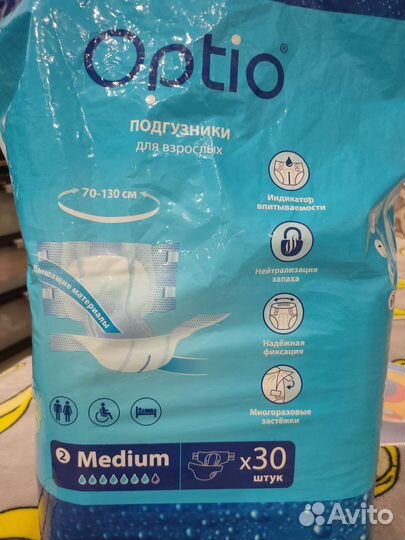 Optio®
ПОДГУЗНИКИ
для взрослых
70-130 см
Индикатор
впитываемости
Дышащие материалы
Нейтрализация
запаха
Надёжная
фиксация
Многоразовые
застёжки
2 Medium
x30
штук
Avito